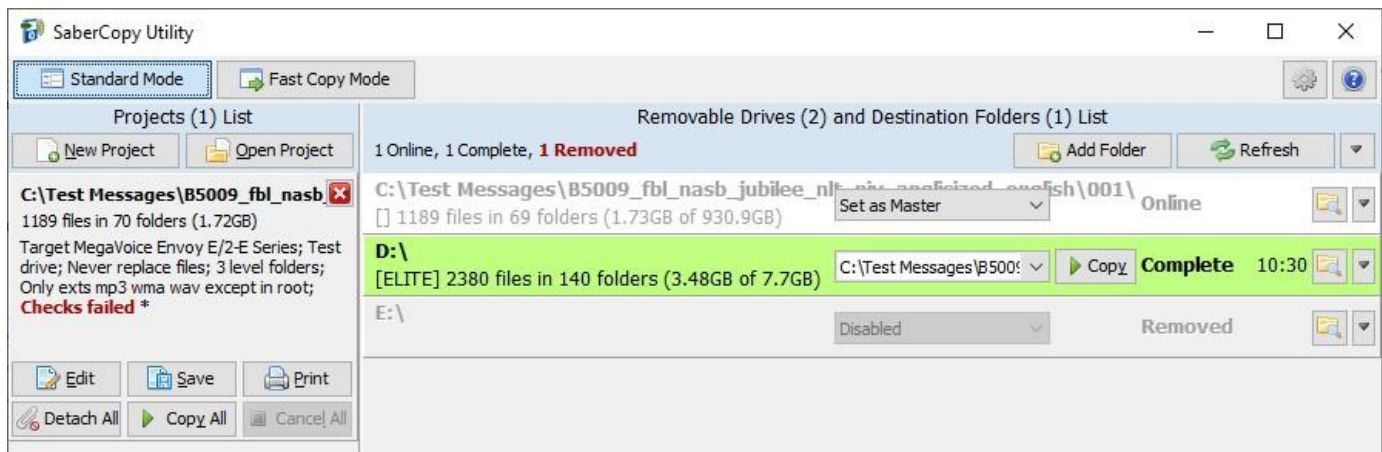 SaberCopy Utility
Standard Mode Fast Copy Mode
Projects (1) List
New Project Open Project
C:\Test Messages\B5009_fbl_nasb_
1189 files in 70 folders (1.72GB)
Target MegaVoice Envoy E/2-E Series; Test
drive; Never replace files; 3 level folders;
Only exts mp3 wma wav except in root;
Checks failed *
Edit Save Print
Detach All Copy All Cancel All
Removable Drives (2) and Destination Folders (1) List
1 Online, 1 Complete, 1 Removed Add Folder Refresh
C:\Test Messages\B5009_fbl_nasb_jubilee_nlt_niv_anglisized_english\001\
[] 1189 files in 69 folders (1.73GB of 930.9GB) Set as Master Online
D:\
[ELITE] 2380 files in 140 folders (3.48GB of 7.7GB) C:\Test Messages\B500 Copy Complete 10:30
E:\
Disabled Removed